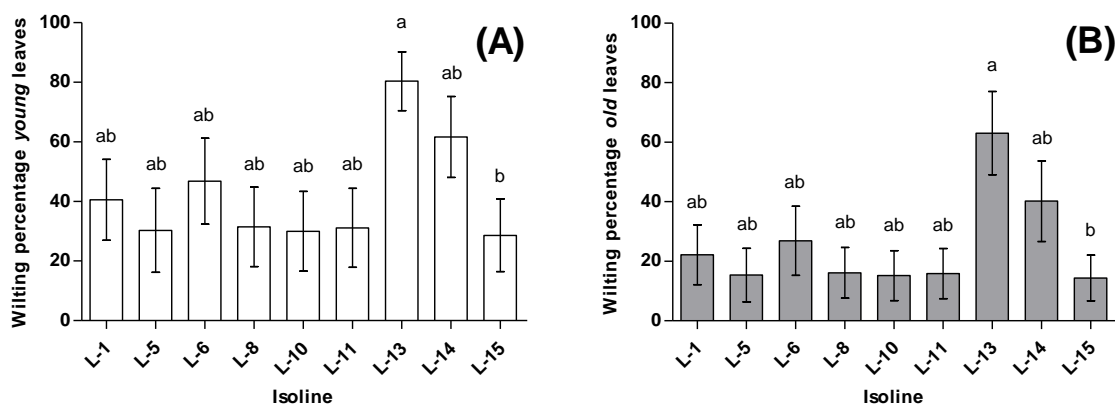 (A)
Wilting percentage young leaves
100
80
60
40
20
0
ab
ab
ab
ab
ab
ab
a
ab
b
L-1
L-5
L-6
L-8
L-10
L-11
L-13
L-14
L-15
Isoline
(B)
Wilting percentage old leaves
100
80
60
40
20
0
ab
ab
ab
ab
ab
ab
a
ab
b
L-1
L-5
L-6
L-8
L-10
L-11
L-13
L-14
L-15
Isoline